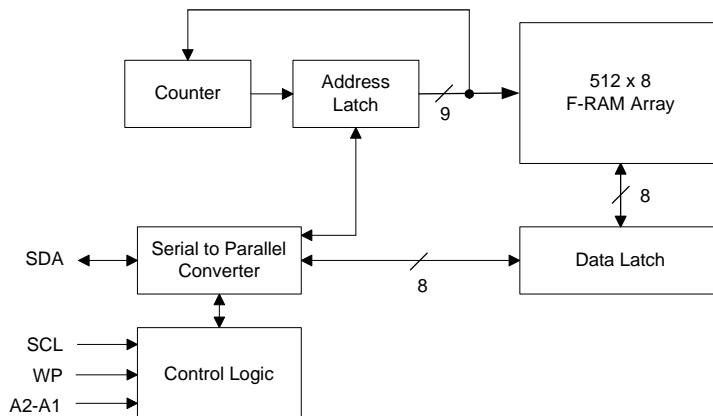 Counter
Address
Latch
9
512 x 8
F-RAM Array
8
SDA
Serial to Parallel
Converter
8
Data Latch
SCL
WP
A2-A1
Control Logic